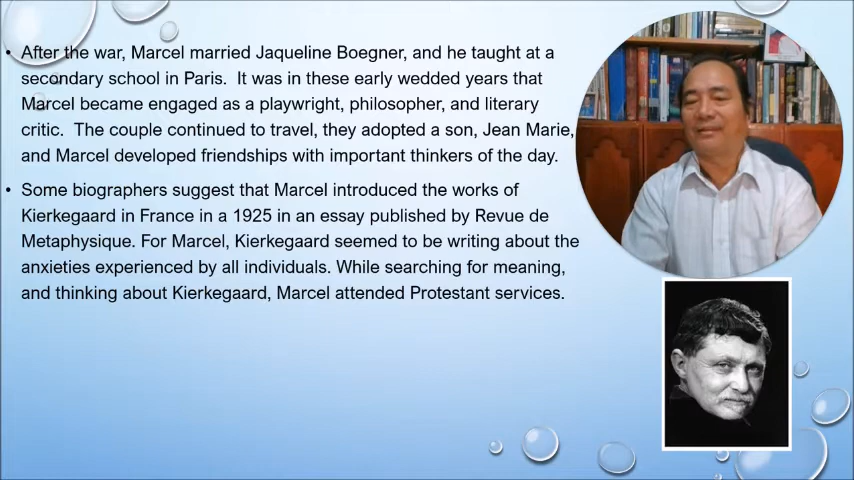 • After the war, Marcel married Jaqueline Boegner, and he taught at a
secondary school in Paris.  It was in these early wedded years that
Marcel became engaged as a playwright, philosopher, and literary
critic.  The couple continued to travel, they adopted a son, Jean Marie,
and Marcel developed friendships with important thinkers of the day.
• Some biographers suggest that Marcel introduced the works of
Kierkegaard in France in a 1925 in an essay published by Revue de
Metaphysique. For Marcel, Kierkegaard seemed to be writing about the
anxieties experienced by all individuals. While searching for meaning,
and thinking about Kierkegaard, Marcel attended Protestant services.